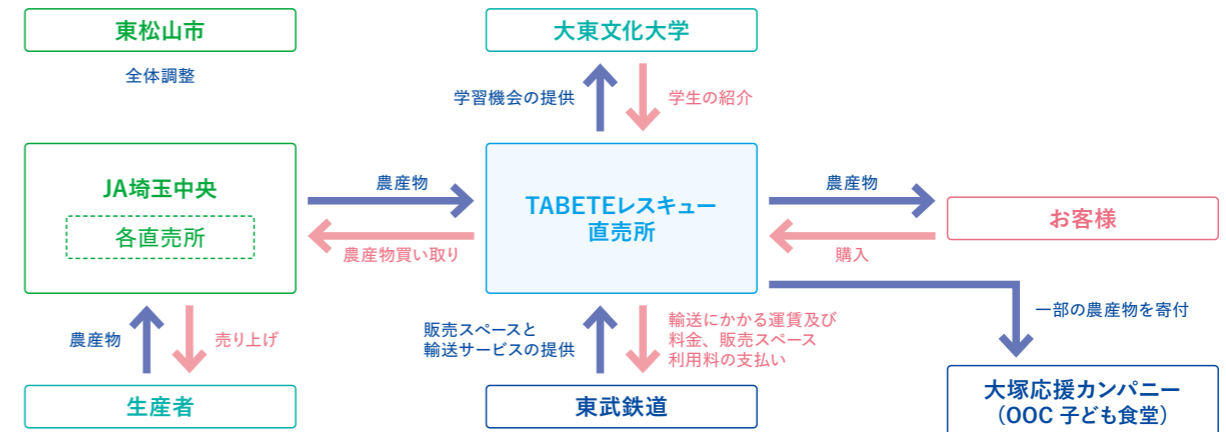 東松山市
大東文化大学
全体調整
学習機会の提供
学生の紹介
JA埼玉中央
各直売所
農産物
農産物買い取り
TABETEレスキュー
直売所
農産物
購入
お客様
農産物
売り上げ
販売スペースと
輸送サービスの提供
輸送にかかる運賃及び
料金、販売スペース
利用料の支払い
一部の農産物を寄付
生産者
東武鉄道
大塚応援カンパニー
（OOC 子ども食堂）